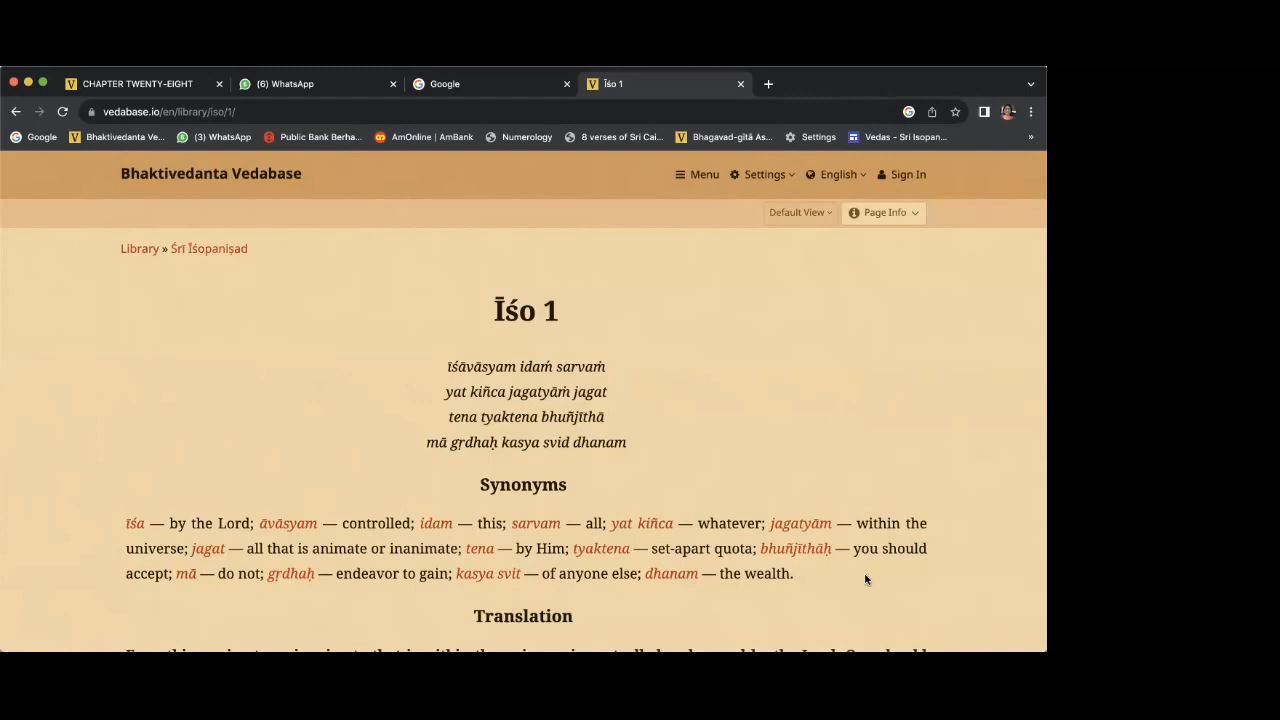 CHAPTER TWENTY-EIGHT
(6) WhatsApp
Google
Īśo 1
vedabase.io/en/library/iso/1/
Google
Bhaktivedanta Ve...
(3) WhatsApp
Public Bank Berha...
AmOnline | AmBank
Numerology
8 verses of Sri Cai...
Bhagavad-gītā As...
Settings
Vedas - Sri Isopan...
»
Bhaktivedanta Vedabase
Menu
Settings
English
Sign In
Default View
Page Info
Library » Śrī Īśopaniṣad
Īśo 1
īśāvāsyam idaṁ sarvaṁ
yat kiñca jagatyāṁ jagat
tena tyaktena bhuñjīthā
mā gṛdhaḥ kasya svid dhanam
Synonyms
īśa — by the Lord; āvāsyam — controlled; idam — this; sarvam — all; yat kiñca — whatever; jagatyām — within the
universe; jagat — all that is animate or inanimate; tena — by Him; tyaktena — set-apart quota; bhuñjīthāḥ — you should
accept; mā — do not; gṛdhaḥ — endeavor to gain; kasya svit — of anyone else; dhanam — the wealth.
Translation